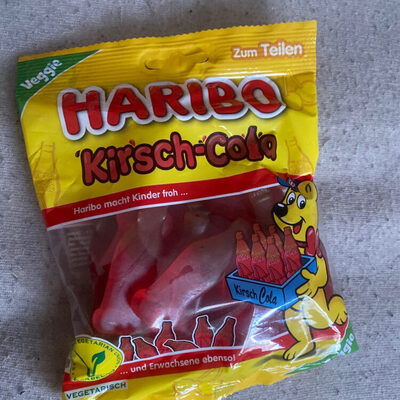 Veggie
Zum Teilen
HARIBO
Kirsch-Cola
Haribo macht Kinder froh ...
Kirsch Cola
... und Erwachsene ebenso!
VEGETARISCH